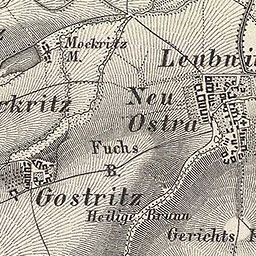 Mockritz
M.
Leubni
ckritz
Neu
Ostra
Fuchs
B.
Gostritz
Heilige Brunn
Gerichts